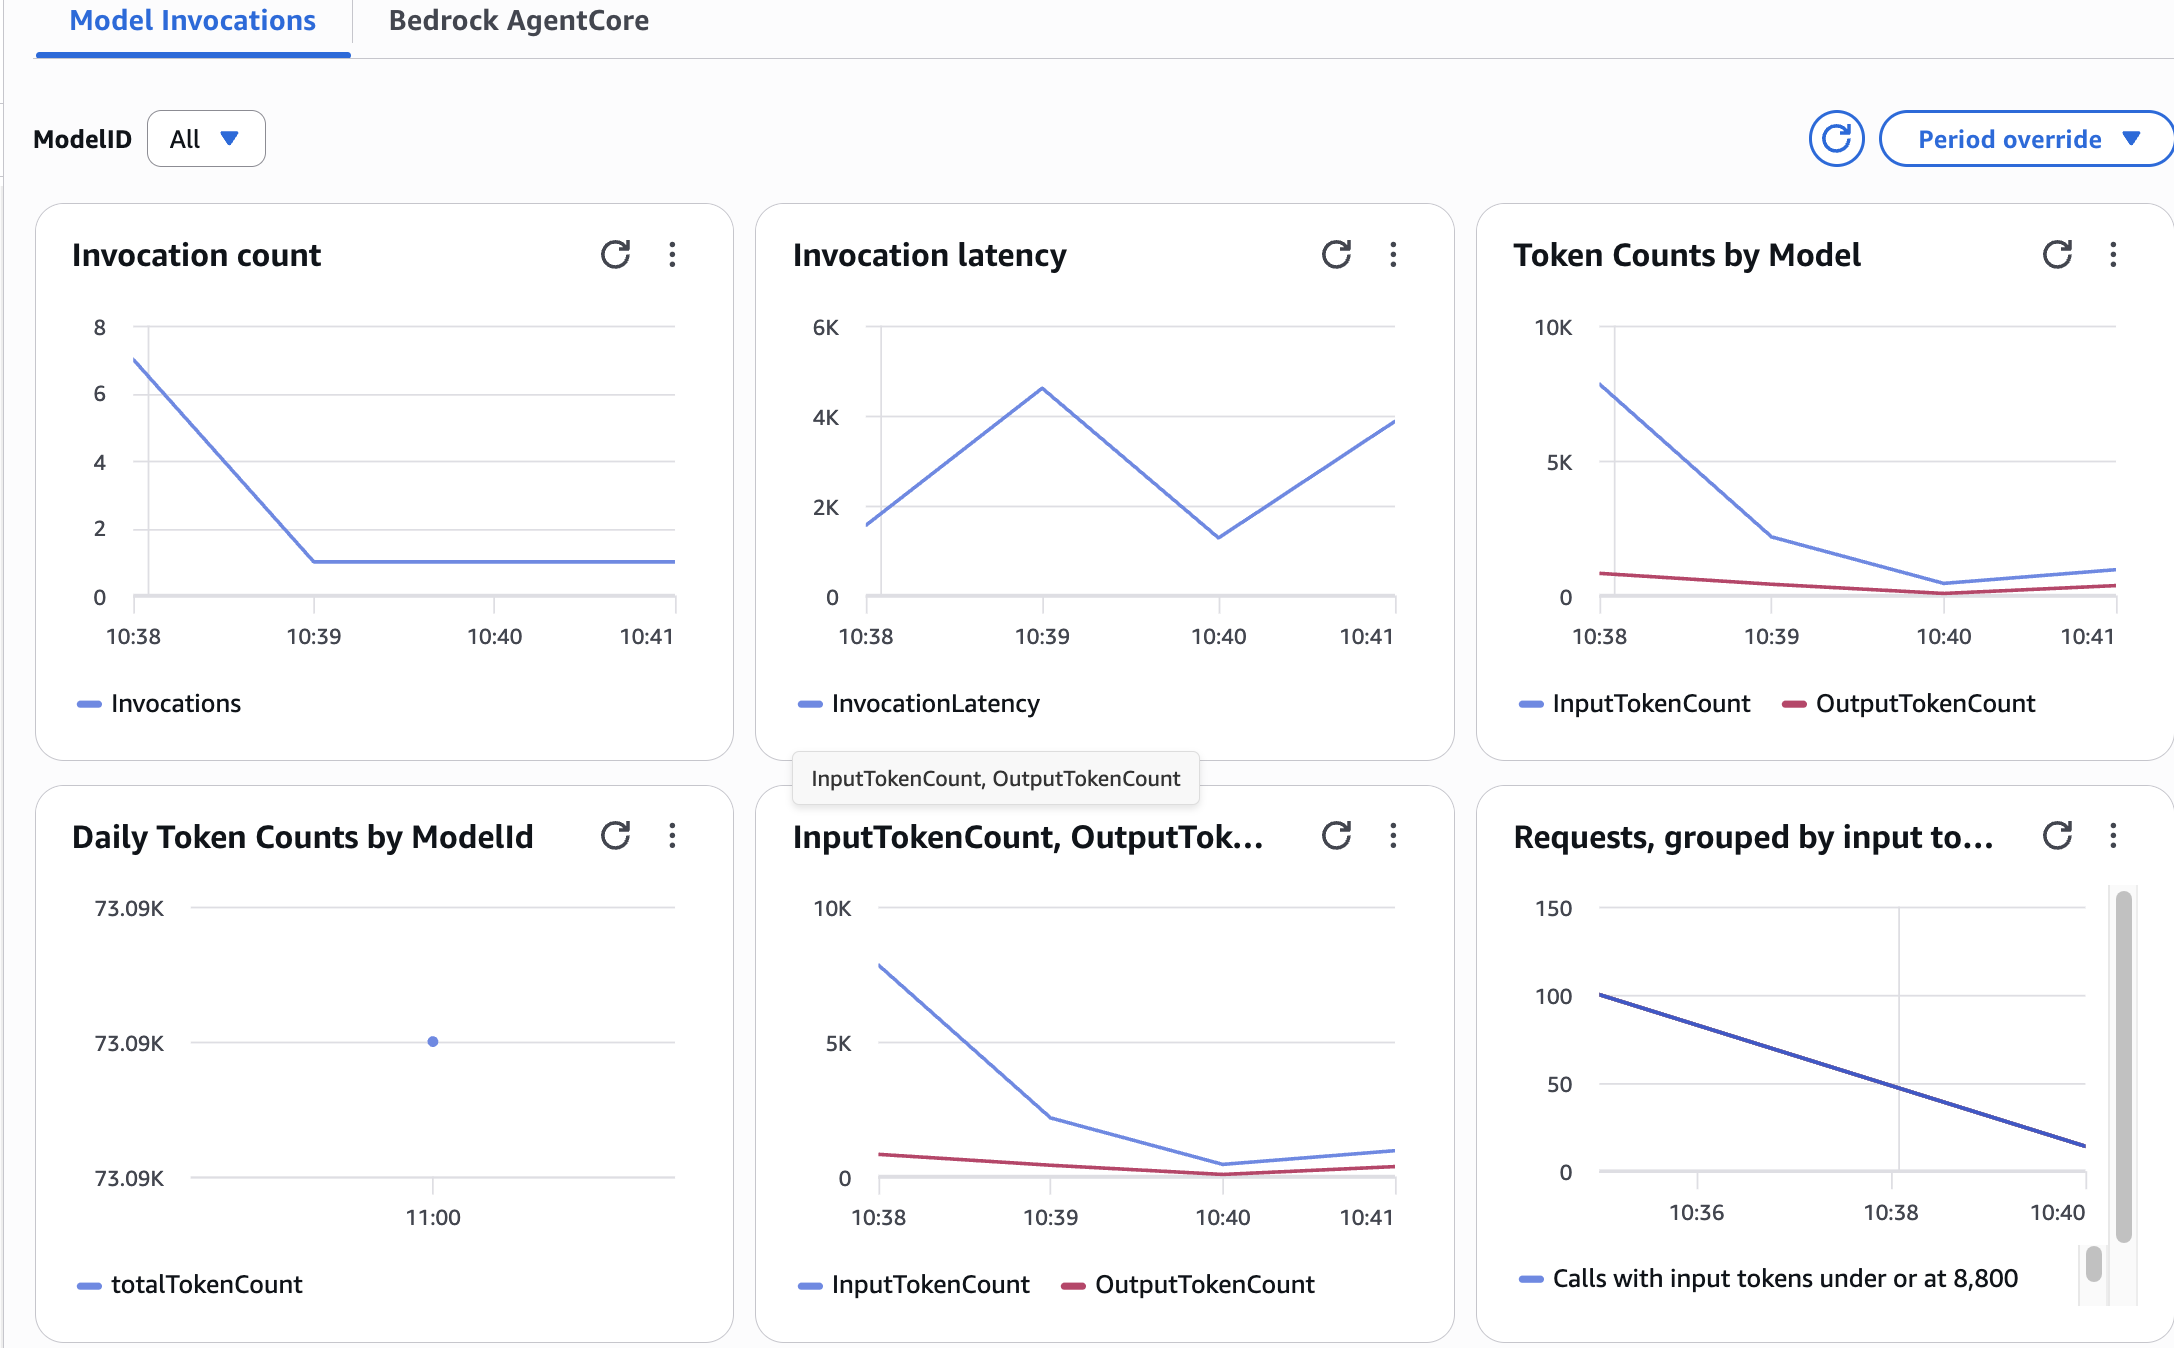 Model Invocations
Bedrock AgentCore
ModelID
All
Period override
Invocation count
8
6
4
2
0
10:38
10:39
10:40
10:41
Invocations
Invocation latency
6K
4K
2K
0
10:38
10:39
10:40
10:41
InvocationLatency
Token Counts by Model
10K
5K
0
10:38
10:39
10:40
10:41
InputTokenCount
OutputTokenCount
InputTokenCount, OutputTokenCount
Daily Token Counts by ModelId
73.09K
73.09K
73.09K
11:00
totalTokenCount
InputTokenCount, OutputTok...
10K
5K
0
10:38
10:39
10:40
10:41
InputTokenCount
OutputTokenCount
Requests, grouped by input to...
150
100
50
0
10:36
10:38
10:40
Calls with input tokens under or at 8,800